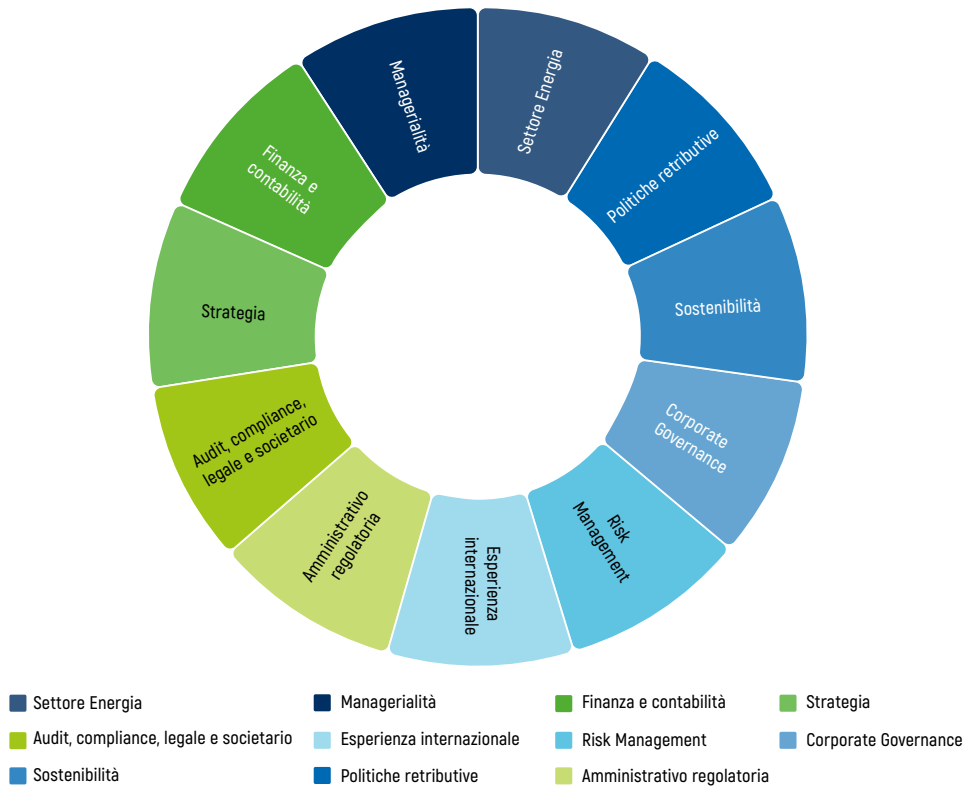 Settore Energia
Politiche retributive
Sostenibilità
Corporate
Governance
Risk
Management
Esperienza
internazionale
Amministrativo
regolatoria
Audit, compliance,
legale e societario
Strategia
Finanza e
contabilità
Managerialità
Settore Energia
Managerialità
Finanza e contabilità
Strategia
Audit, compliance, legale e societario
Esperienza internazionale
Risk Management
Corporate Governance
Sostenibilità
Politiche retributive
Amministrativo regolatoria